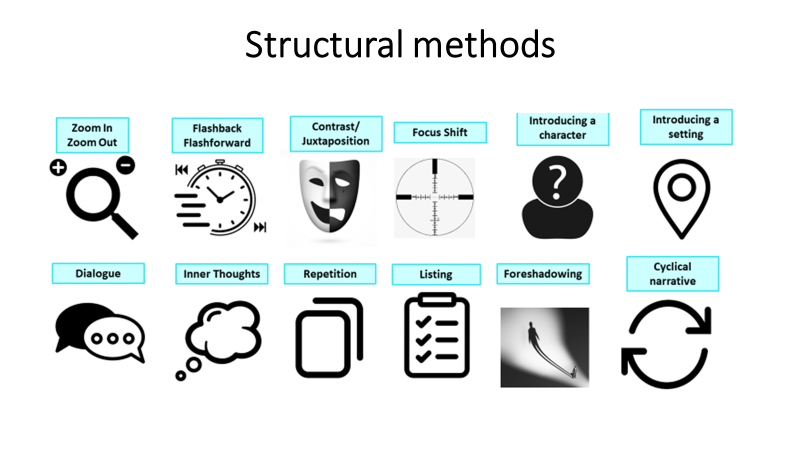 Structural methods
Zoom In
Zoom Out
Flashback
Flashforward
Contrast/
Juxtaposition
Focus Shift
Introducing a
character
Introducing a
setting
?
Dialogue
Inner Thoughts
Repetition
Listing
Foreshadowing
Cyclical
narrative